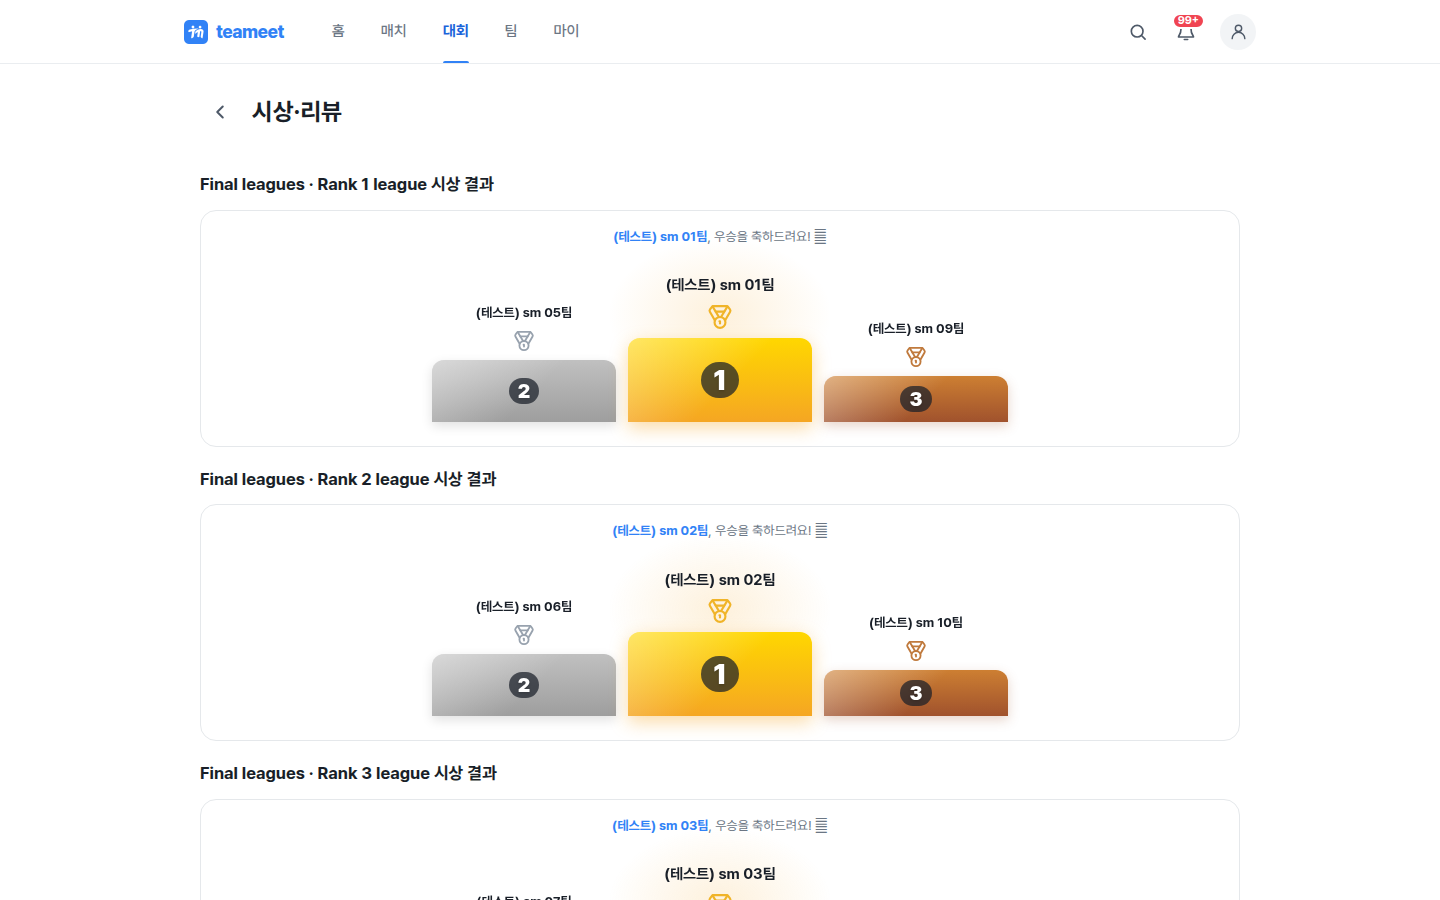 teameet 홈 매치 대회 팀 마이 99+
시상·리뷰
Final leagues · Rank 1 league 시상 결과
(테스트) sm 01팀, 우승을 축하드려요!
(테스트) sm 01팀
(테스트) sm 05팀
(테스트) sm 09팀
1
2
3
Final leagues · Rank 2 league 시상 결과
(테스트) sm 02팀, 우승을 축하드려요!
(테스트) sm 02팀
(테스트) sm 06팀
(테스트) sm 10팀
1
2
3
Final leagues · Rank 3 league 시상 결과
(테스트) sm 03팀, 우승을 축하드려요!
(테스트) sm 03팀